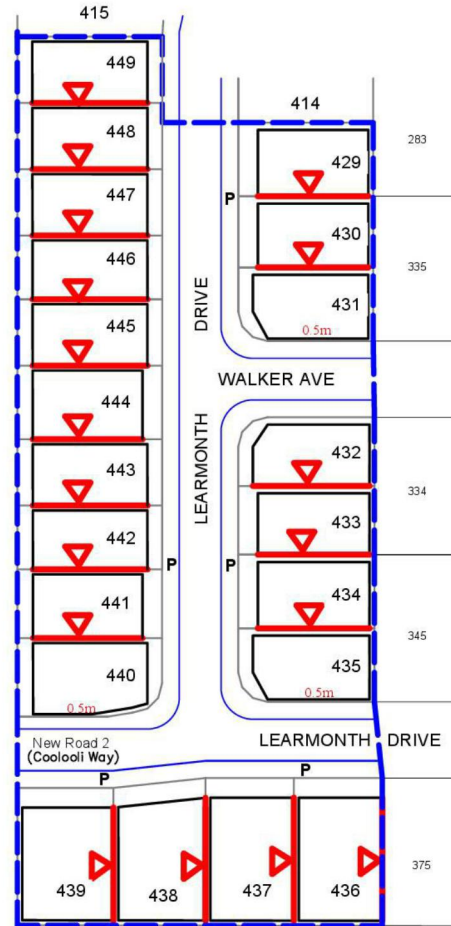 415
449
448
447
446
445
444
443
442
441
440
0.5m
414
429
430
431
0.5m
P
DRIVE
WALKER AVE
LEARMONTH
432
433
434
435
0.5m
P
P
283
335
334
345
375
LEARMONTH DRIVE
New Road 2
(Coolooli Way)
P
P
439
438
437
436